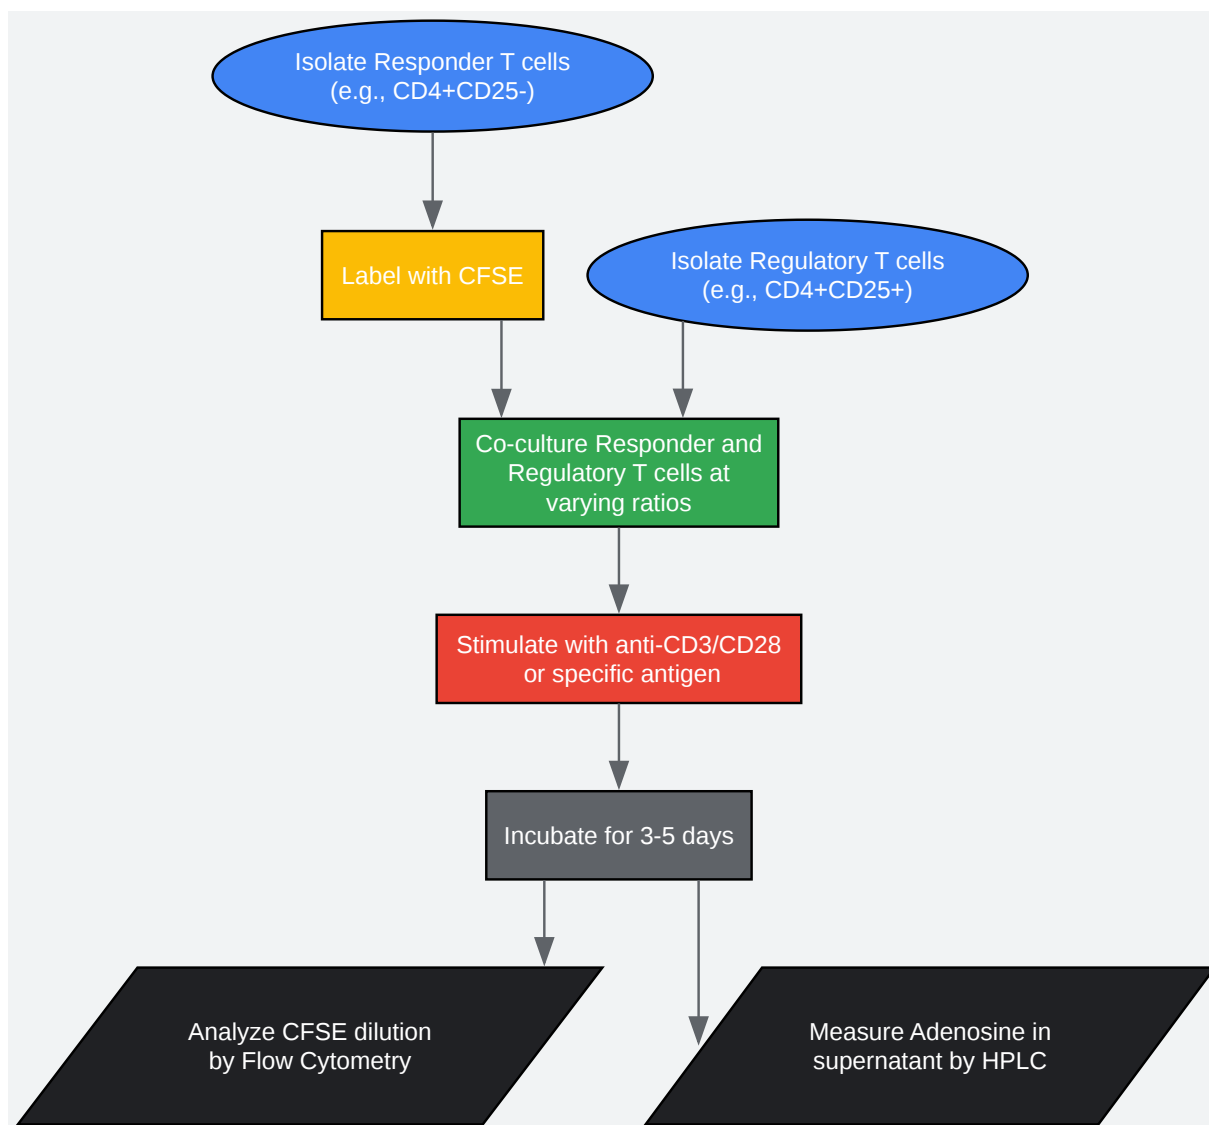 Isolate Responder T cells
(e.g., CD4+CD25-)
Label with CFSE
Isolate Regulatory T cells
(e.g., CD4+CD25+)
Co-culture Responder and
Regulatory T cells at
varying ratios
Stimulate with anti-CD3/CD28
or specific antigen
Incubate for 3-5 days
Analyze CFSE dilution
by Flow Cytometry
Measure Adenosine in
supernatant by HPLC